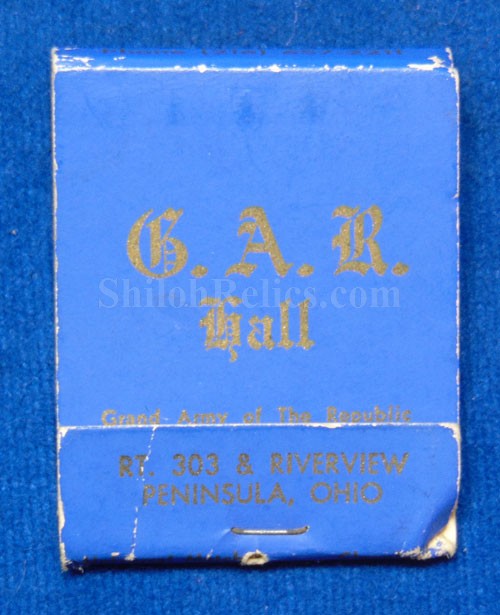 G. A. R.
ShilohRelics.com
Hall
Grand Army of The Republic
RT. 303 & RIVERVIEW
PENINSULA, OHIO